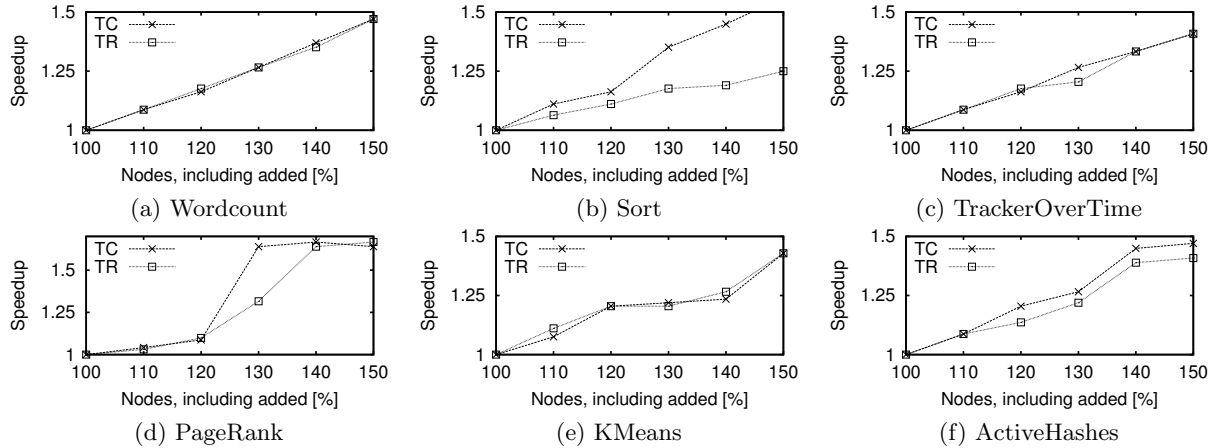 1.5
TC
TR
1.25
1
Speedup
100 110 120 130 140 150
Nodes, including added [%]
(a) Wordcount
1.5
TC
TR
1.25
1
Speedup
100 110 120 130 140 150
Nodes, including added [%]
(b) Sort
1.5
TC
TR
1.25
1
Speedup
100 110 120 130 140 150
Nodes, including added [%]
(c) TrackerOverTime
TC
1.5
TR
1.25
1
Speedup
100 110 120 130 140 150
Nodes, including added [%]
(d) PageRank
1.5
TC
TR
1.25
1
Speedup
100 110 120 130 140 150
Nodes, including added [%]
(e) KMeans
1.5
TC
TR
1.25
1
Speedup
100 110 120 130 140 150
Nodes, including added [%]
(f) ActiveHashes